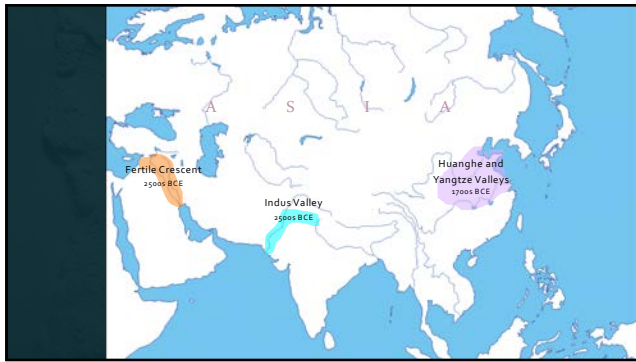 A S I A
Fertile Crescent
2500s BCE
Indus Valley
2500s BCE
Huanghe and
Yangtze Valleys
1700s BCE